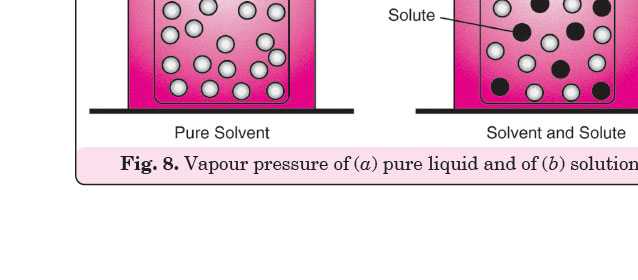 Solute
Pure Solvent
Solvent and Solute
Fig. 8. Vapour pressure of (a) pure liquid and of (b) solution